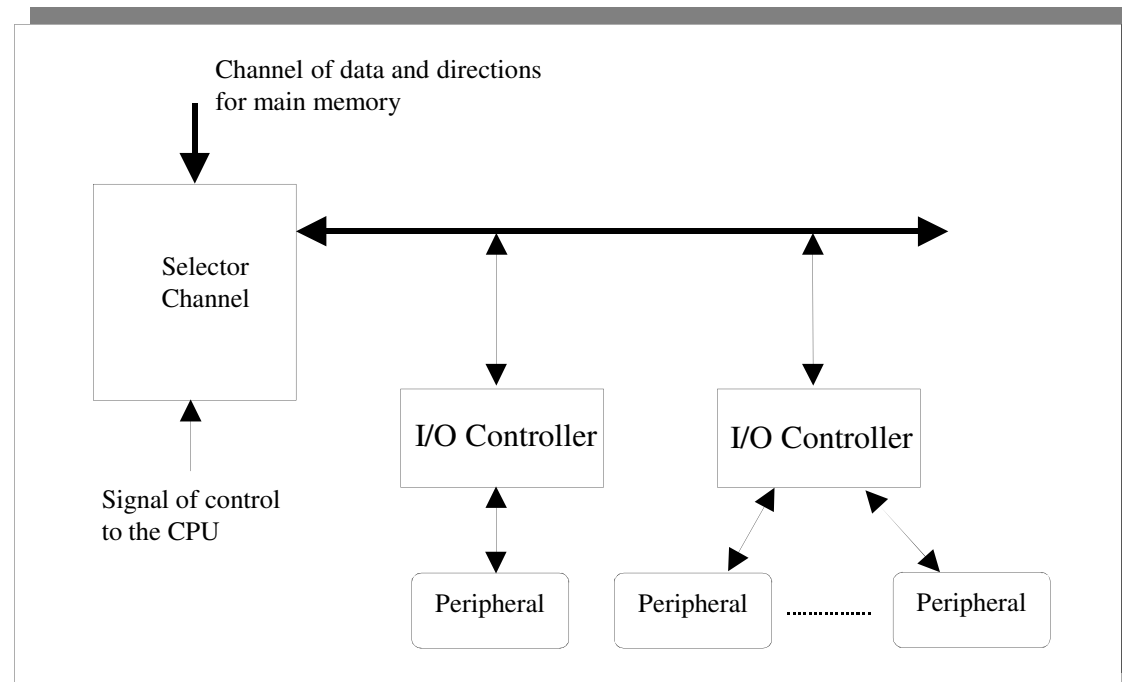 Channel of data and directions
for main memory
Selector
Channel
I/O Controller
I/O Controller
Signal of control
to the CPU
Peripheral
Peripheral
Peripheral